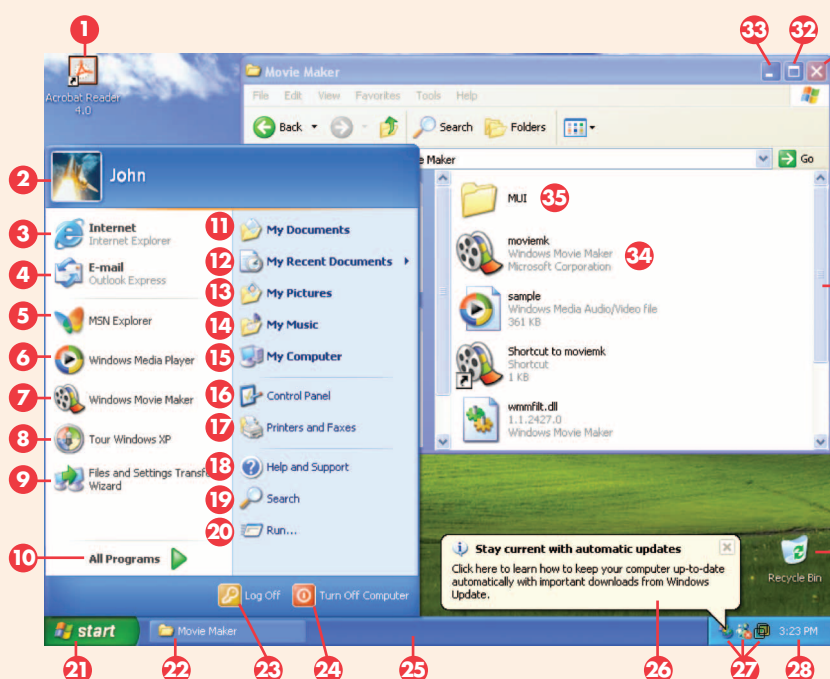 1
33
32
Acrobat Reader
4.0
Movie Maker
File Edit View Favorites Tools Help
Back Search Folders
e Maker Go
2 John
3 Internet
Internet Explorer
4 E-mail
Outlook Express
5 MSN Explorer
6 Windows Media Player
7 Windows Movie Maker
8 Tour Windows XP
9 Files and Settings Transfe
Wizard
10 All Programs
11 My Documents
12 My Recent Documents
13 My Pictures
14 My Music
15 My Computer
16 Control Panel
17 Printers and Faxes
18 Help and Support
19 Search
20 Run...
MUI 35
moviemk
Windows Movie Maker 34
Microsoft Corporation
sample
Windows Media Audio/Video file
361 KB
Shortcut to moviemk
Shortcut
1 KB
wmmfilt.dll
1.1.2427.0
Windows Movie Maker
Stay current with automatic updates
Click here to learn how to keep your computer up-to-date
automatically with important downloads from Windows
Update.
Recycle Bin
Log Off Turn Off Computer
start Movie Maker 3:23 PM
21 22 23 24 25 26 27 28